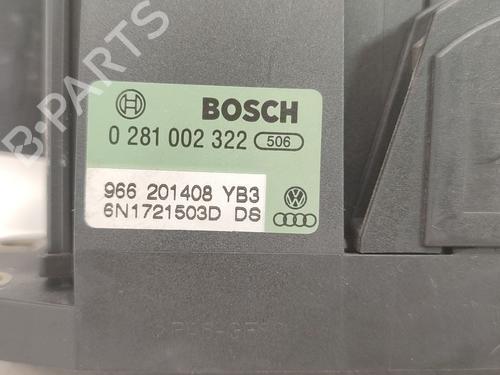 B-PARTS
BOSCH
0 281 002 322 506
966 201408 YB3
6N1721503D DS